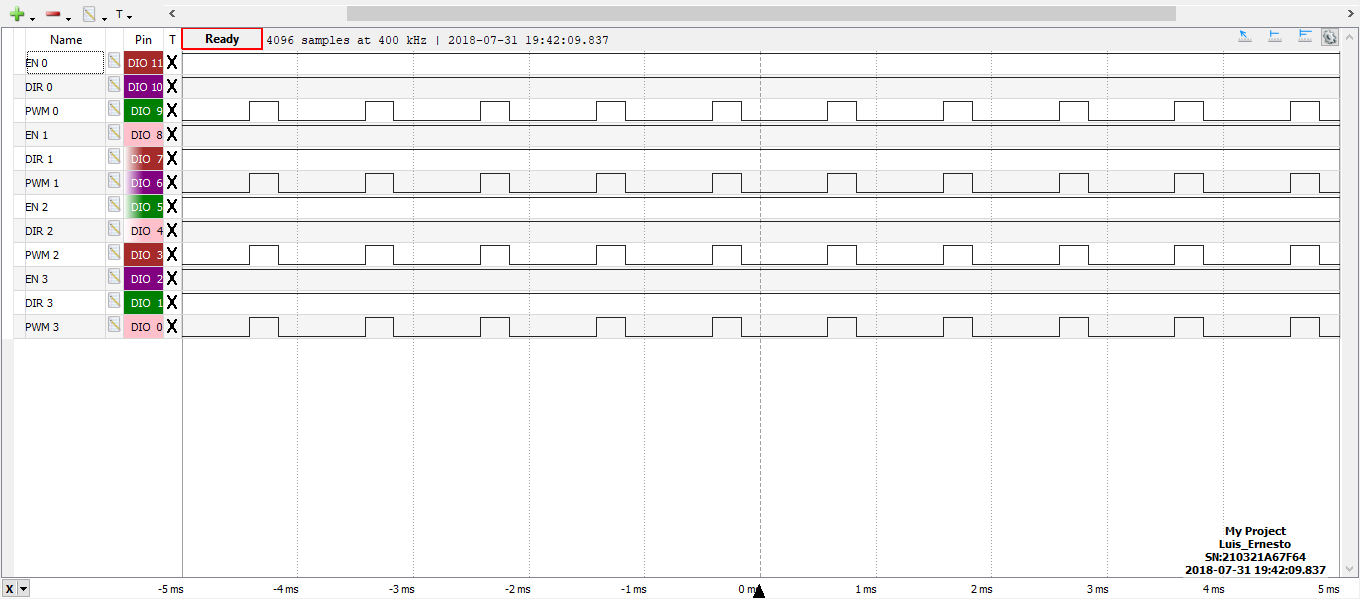 T
Name Pin T Ready 4096 samples at 400 kHz | 2018-07-31 19:42:09.837
EN 0 DIO 11 X
DIR 0 DIO 10 X
PWM 0 DIO 9 X
EN 1 DIO 8 X
DIR 1 DIO 7 X
PWM 1 DIO 6 X
EN 2 DIO 5 X
DIR 2 DIO 4 X
PWM 2 DIO 3 X
EN 3 DIO 2 X
DIR 3 DIO 1 X
PWM 3 DIO 0 X
My Project
Luis_Ernesto
SN:210321A67F64
2018-07-31 19:42:09.837
X -5 ms -4 ms -3 ms -2 ms -1 ms 0 m 1 ms 2 ms 3 ms 4 ms 5 ms